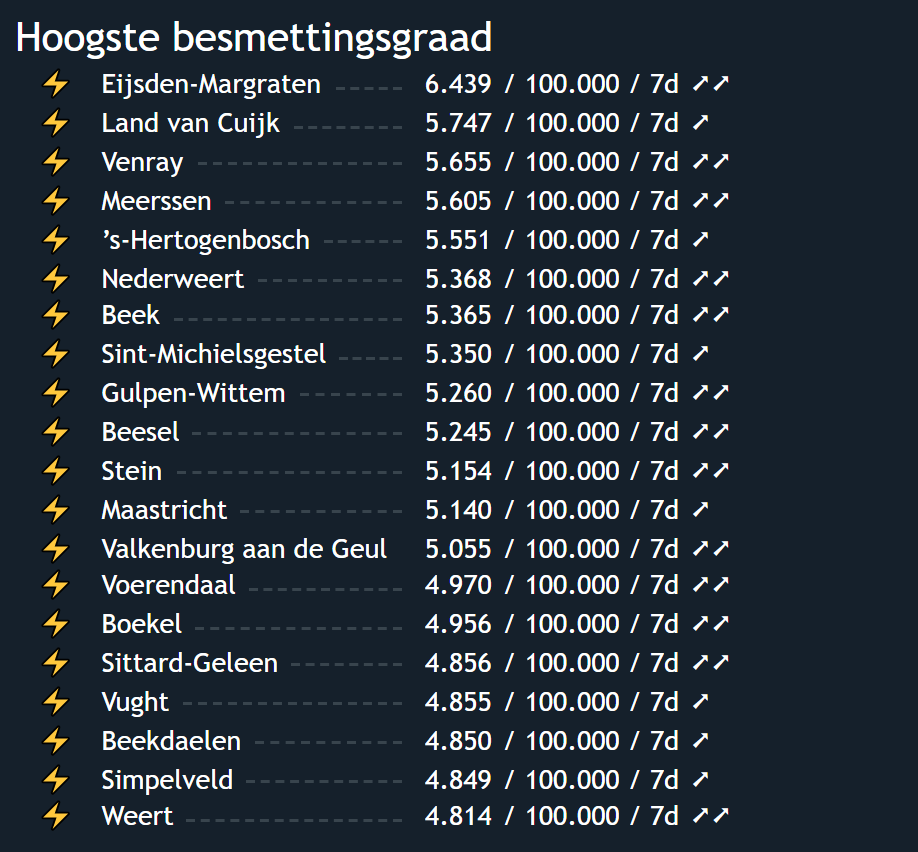 Hoogste besmettingsgraad
⚡ Eijsden-Margraten ----- 6.439 / 100.000 / 7d ➚➚
⚡ Land van Cuijk -------- 5.747 / 100.000 / 7d ➚
⚡ Venray -------------- 5.655 / 100.000 / 7d ➚➚
⚡ Meerssen ------------ 5.605 / 100.000 / 7d ➚➚
⚡ ’s-Hertogenbosch ------ 5.551 / 100.000 / 7d ➚
⚡ Nederweert ---------- 5.368 / 100.000 / 7d ➚➚
⚡ Beek ---------------- 5.365 / 100.000 / 7d ➚➚
⚡ Sint-Michielsgestel ----- 5.350 / 100.000 / 7d ➚
⚡ Gulpen-Wittem ------- 5.260 / 100.000 / 7d ➚➚
⚡ Beesel --------------- 5.245 / 100.000 / 7d ➚➚
⚡ Stein ---------------- 5.154 / 100.000 / 7d ➚➚
⚡ Maastricht ----------- 5.140 / 100.000 / 7d ➚
⚡ Valkenburg aan de Geul 5.055 / 100.000 / 7d ➚➚
⚡ Voerendaal ----------- 4.970 / 100.000 / 7d ➚➚
⚡ Boekel -------------- 4.956 / 100.000 / 7d ➚➚
⚡ Sittard-Geleen -------- 4.856 / 100.000 / 7d ➚➚
⚡ Vught --------------- 4.855 / 100.000 / 7d ➚
⚡ Beekdaelen ---------- 4.850 / 100.000 / 7d ➚
⚡ Simpelveld ----------- 4.849 / 100.000 / 7d ➚
⚡ Weert --------------- 4.814 / 100.000 / 7d ➚➚